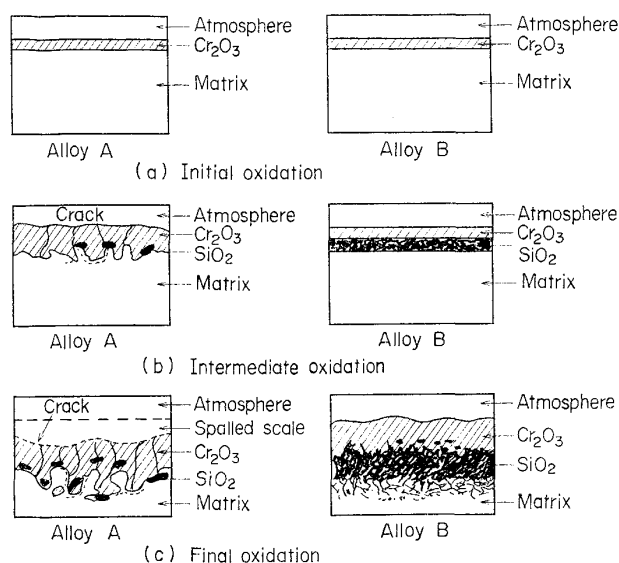 Atmosphere
Cr2O3
Matrix
Alloy A
Atmosphere
Cr2O3
Matrix
Alloy B
(a) Initial oxidation
Crack
Atmosphere
Cr2O3
SiO2
Matrix
Alloy A
Atmosphere
Cr2O3
SiO2
Matrix
Alloy B
(b) Intermediate oxidation
Crack
Atmosphere
Spalled scale
Cr2O3
SiO2
Matrix
Alloy A
Atmosphere
Cr2O3
SiO2
Matrix
Alloy B
(c) Final oxidation